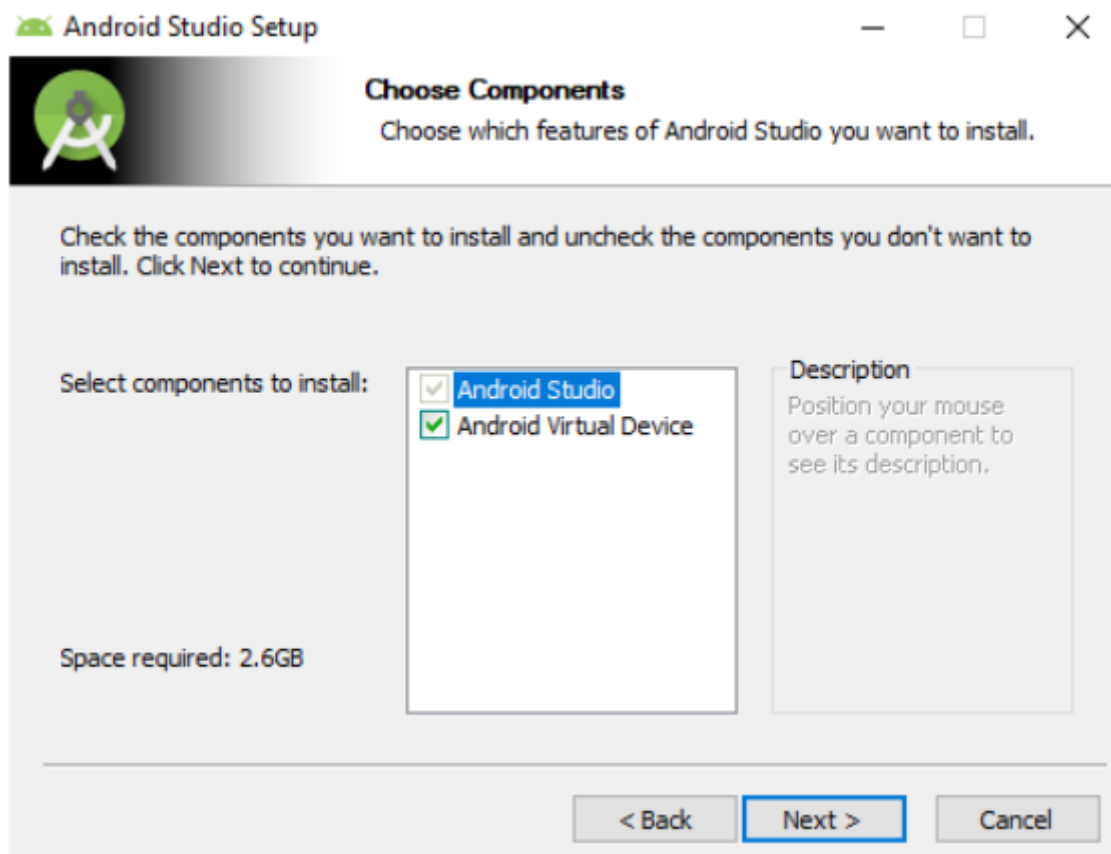 Android Studio Setup
Choose Components
Choose which features of Android Studio you want to install.
Check the components you want to install and uncheck the components you don't want to
install. Click Next to continue.
Select components to install:
Android Studio
Android Virtual Device
Description
Position your mouse
over a component to
see its description.
Space required: 2.6GB
< Back
Next >
Cancel